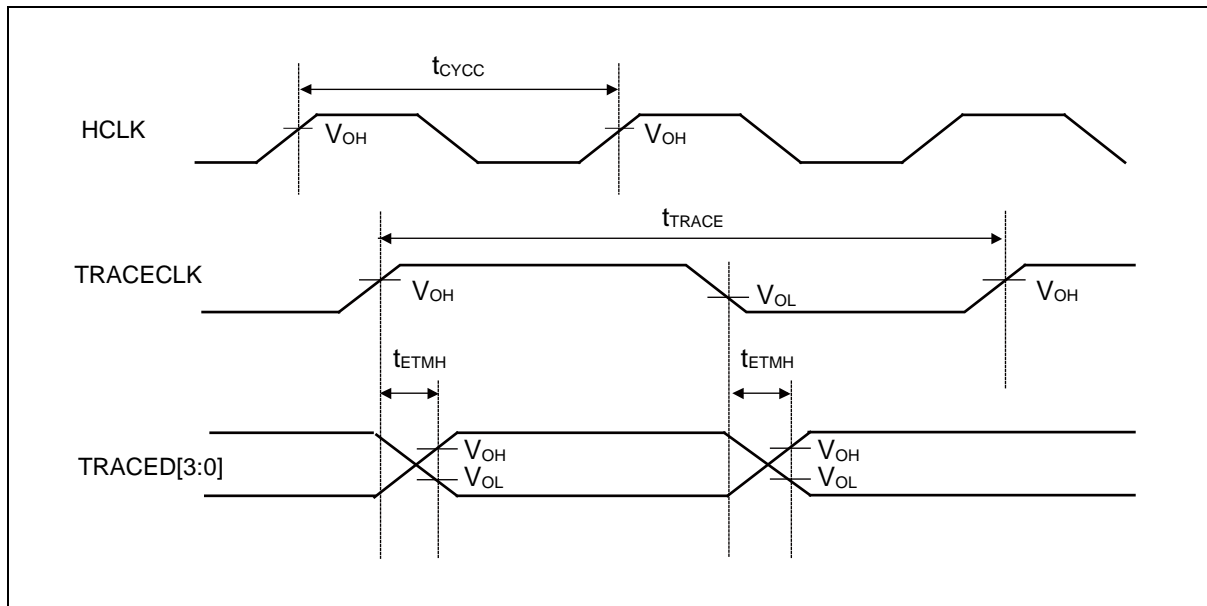 tCYCC
HCLK
VOH
VOH
tTRACE
TRACECLK
VOH
VOL
VOH
tETMH
tETMH
TRACED[3:0]
VOH
VOL
VOH
VOL